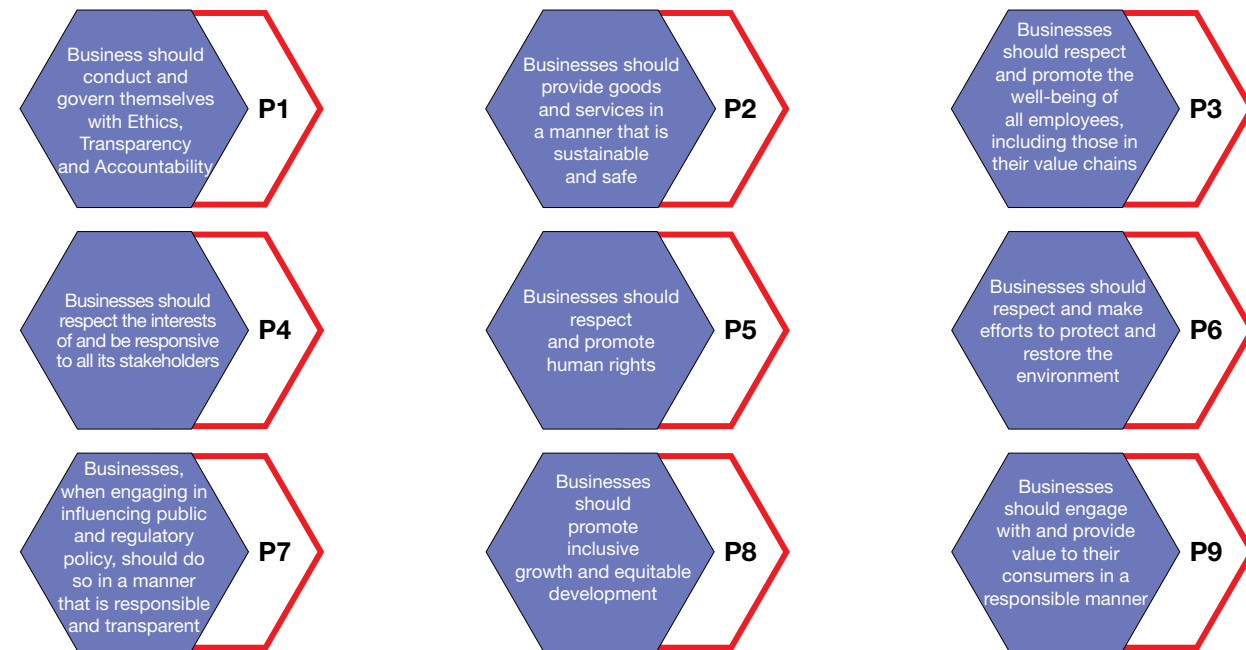 Business should
conduct and
govern themselves
with Ethics,
Transparency
and Accountability
P1
Businesses should
provide goods
and services in
a manner that is
sustainable
and safe
P2
Businesses
should respect
and promote the
well-being of
all employees,
including those in
their value chains
P3
Businesses should
respect the interests
of and be responsive
to all its stakeholders
P4
Businesses should
respect
and promote
human rights
P5
Businesses should
respect and make
efforts to protect and
restore the
environment
P6
Businesses,
when engaging in
influencing public
and regulatory
policy, should do
so in a manner
that is responsible
and transparent
P7
Businesses
should
promote
inclusive
growth and equitable
development
P8
Businesses
should engage
with and provide
value to their
consumers in a
responsible manner
P9